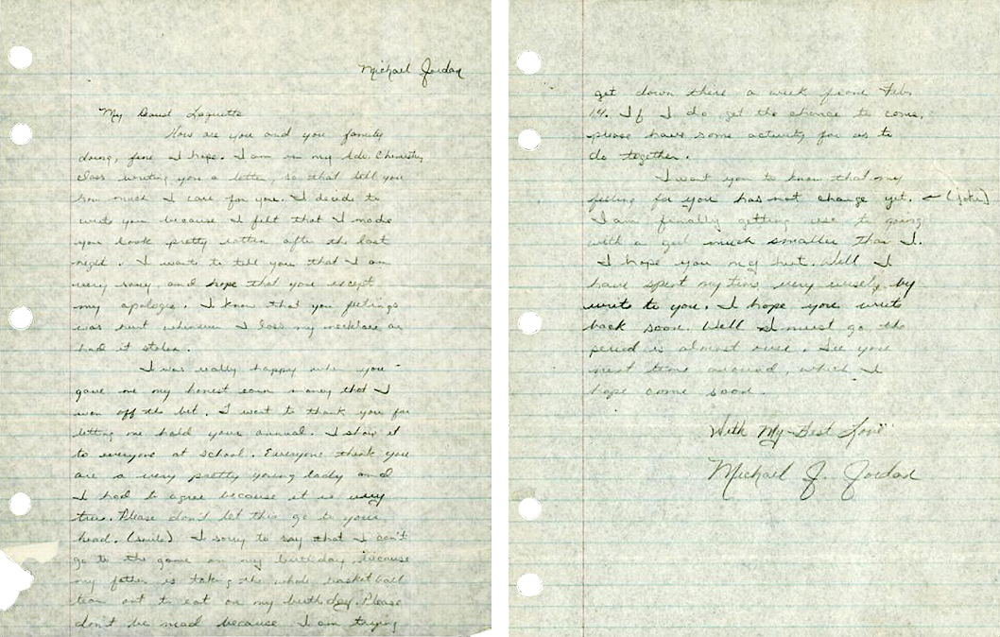 Michael Jordan
My Dearest Laquetta
How are you and you family
doing, fine I hope. I am in my Adv. Chemistry
class writing you a letter, so that tell you
how much I care for you. I decide to
write you because I felt that I made
you look pretty rotten after the last
night. I want to tell you that I am
very sorry, and hope that you except
my apologie. I know that you feelings
was hurt whenever I loss my necklace or
had it stolen.
I was really happy when you
gave me my honest earn money that I
won off the bet. I want to thank you for
letting me hold your annual. I show it
to everyone at school. Everyone think you
are a very pretty young lady and
I had to agree because it is very
true. Please don't let this go to your
head. (smile) I sorry to say that I can't
go to the game on my birthday because
my father is taking the whole basketball
team out to eat on my birthday. Please
don't be mad because I am trying
get down there a week from Feb.
14. If I do get the chance to come,
please have some activity for us to
do together.
I want you to know that my
feeling for you has not change yet. — (joke)
I am finally getting use to going
with a girl much smaller than I.
I hope you my but. Well I
have spent my time very wisely by
write to you. I hope you write
back soon. Well I must go the
period is almost over. See you
next time around, which I
hope come soon.
With My Best Love
Michael J. Jordan